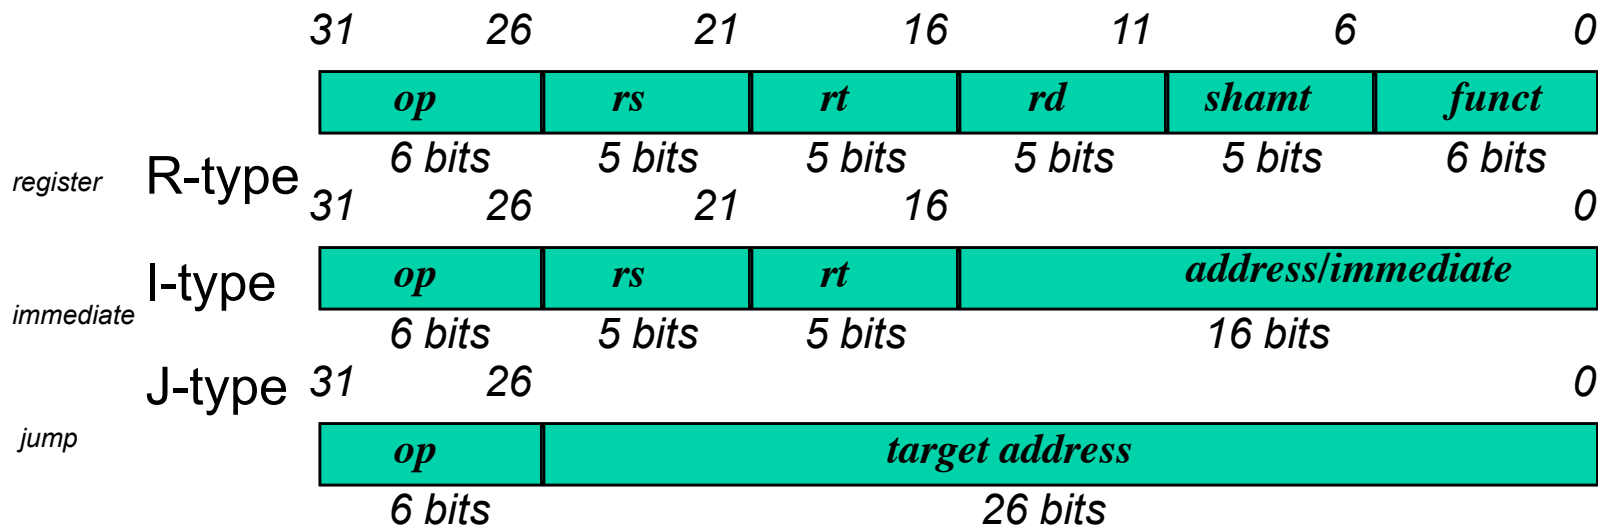 31 26 21 16 11 6 0
op rs rt rd shamt funct
6 bits 5 bits 5 bits 5 bits 5 bits 6 bits
register R-type
31 26 21 16 0
I-type op rs rt address/immediate
immediate
6 bits 5 bits 5 bits 16 bits
J-type 31 26 0
jump op target address
6 bits 26 bits